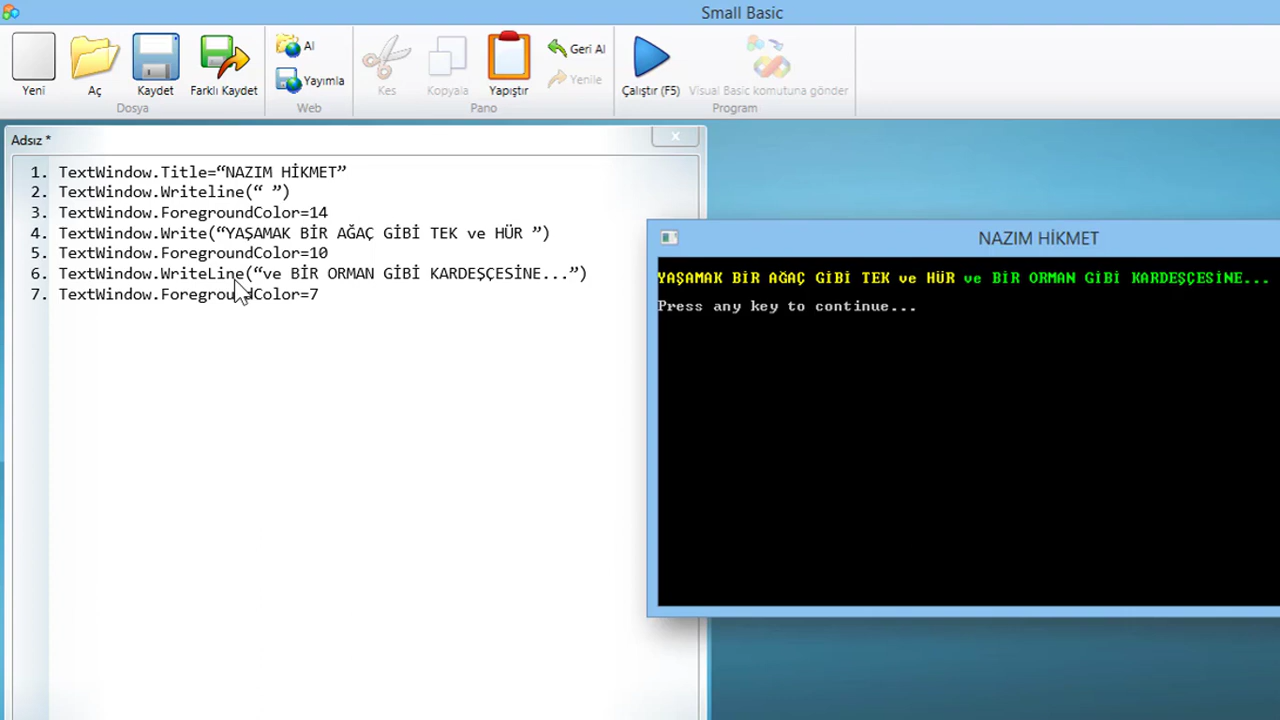 Small Basic
Yeni
Aç
Kaydet
Farklı Kaydet
Dosya
Al
Yayımla
Web
Kes
Kopyala
Yapıştır
Geri Al
Yenile
Pano
Çalıştır (F5)
Visual Basic komutuna gönder
Program
Adsız *
1. TextWindow.Title=“NAZIM HİKMET”
2. TextWindow.Writeline(“ ”)
3. TextWindow.ForegroundColor=14
4. TextWindow.Write(“YAŞAMAK BİR AĞAÇ GİBİ TEK ve HÜR ”)
5. TextWindow.ForegroundColor=10
6. TextWindow.WriteLine(“ve BİR ORMAN GİBİ KARDEŞÇESİNE...”)
7. TextWindow.ForegroundColor=7
NAZIM HİKMET
YAŞAMAK BİR AĞAÇ GİBİ TEK ve HÜR ve BİR ORMAN GİBİ KARDEŞÇESİNE...
Press any key to continue...